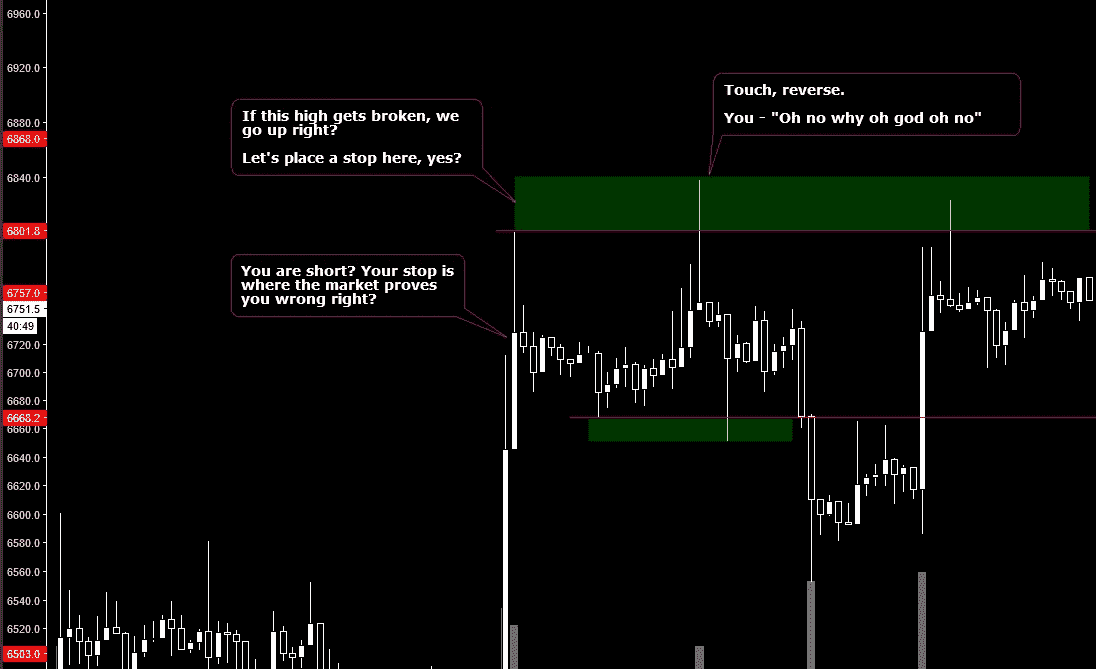 6960.0
6920.0
6880.0
6868.0
6840.0
6801.8
6757.0
6751.5
40:49
6720.0
6700.0
6680.0
6668.2
6660.0
6640.0
6620.0
6600.0
6580.0
6560.0
6540.0
6520.0
6503.0
If this high gets broken, we
go up right?
Let's place a stop here, yes?
Touch, reverse.
You - "Oh no why oh god oh no"
You are short? Your stop is
where the market proves
you wrong right?